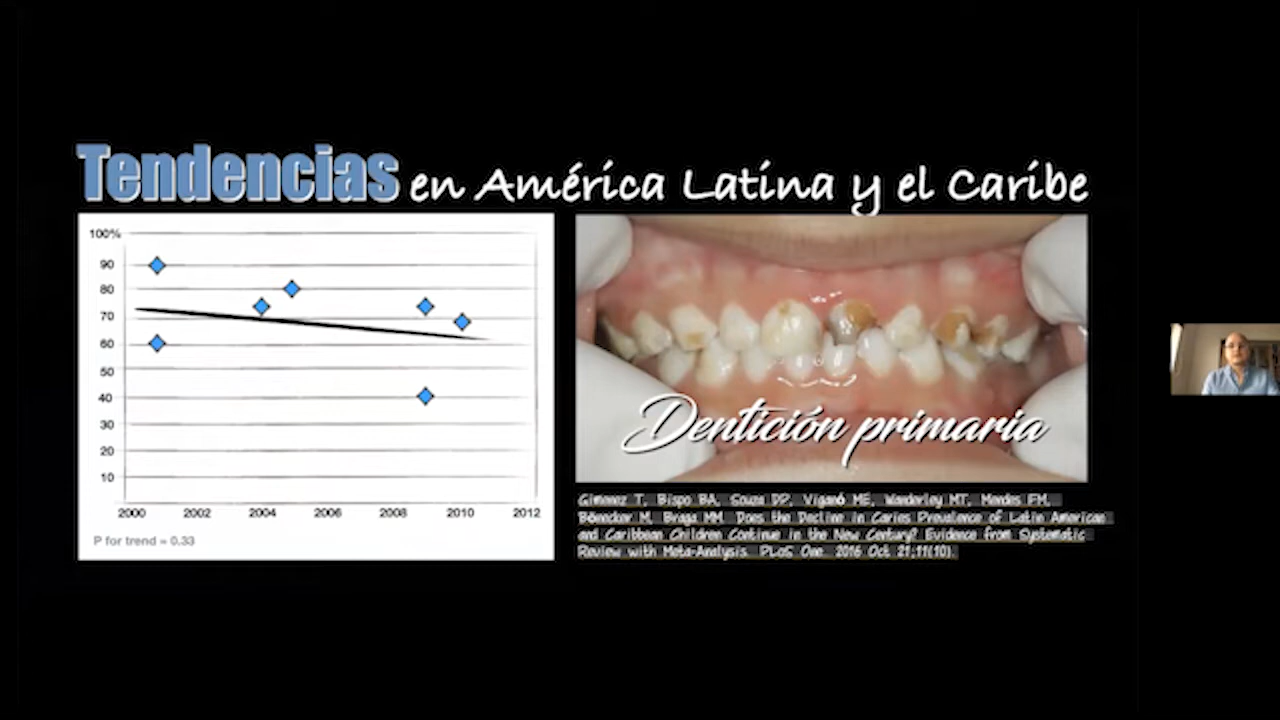 Tendencias en América Latina y el Caribe
100%
90
80
70
60
50
40
30
20
10
2000 2002 2004 2006 2008 2010 2012
P for trend = 0.33
Dentición primaria
Gimenez T, Bispo BA, Souza DP, Viganó ME, Wanderley MT, Mendes FM,
Bönecker M, Braga MM. Does the Decline in Caries Prevalence of Latin American
and Caribbean Children Continue in the New Century? Evidence from Systematic
Review with Meta-Analysis. PLoS One. 2016 Oct 21;11(10).